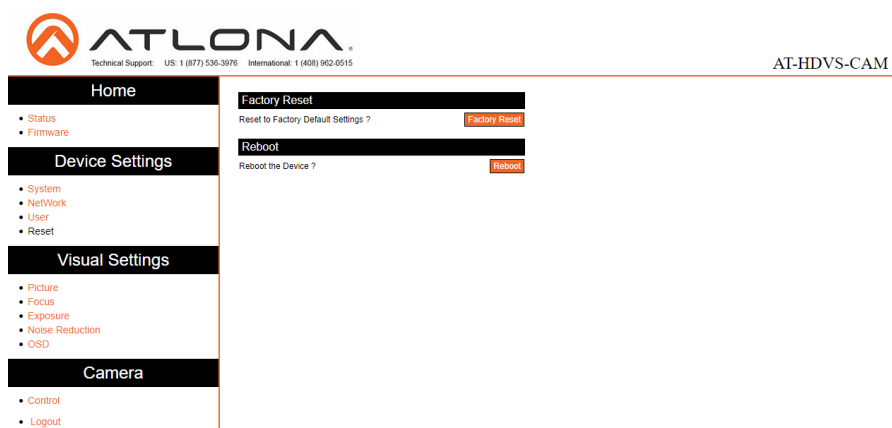 ATLONA
Technical Support: US: 1 (877) 536-3976 International: 1 (408) 962-0515
AT-HDVS-CAM
Home
Status
Firmware
Device Settings
System
NetWork
User
Reset
Visual Settings
Picture
Focus
Exposure
Noise Reduction
OSD
Camera
Control
Logout
Factory Reset
Reset to Factory Default Settings ? Factory Reset
Reboot
Reboot the Device ? Reboot